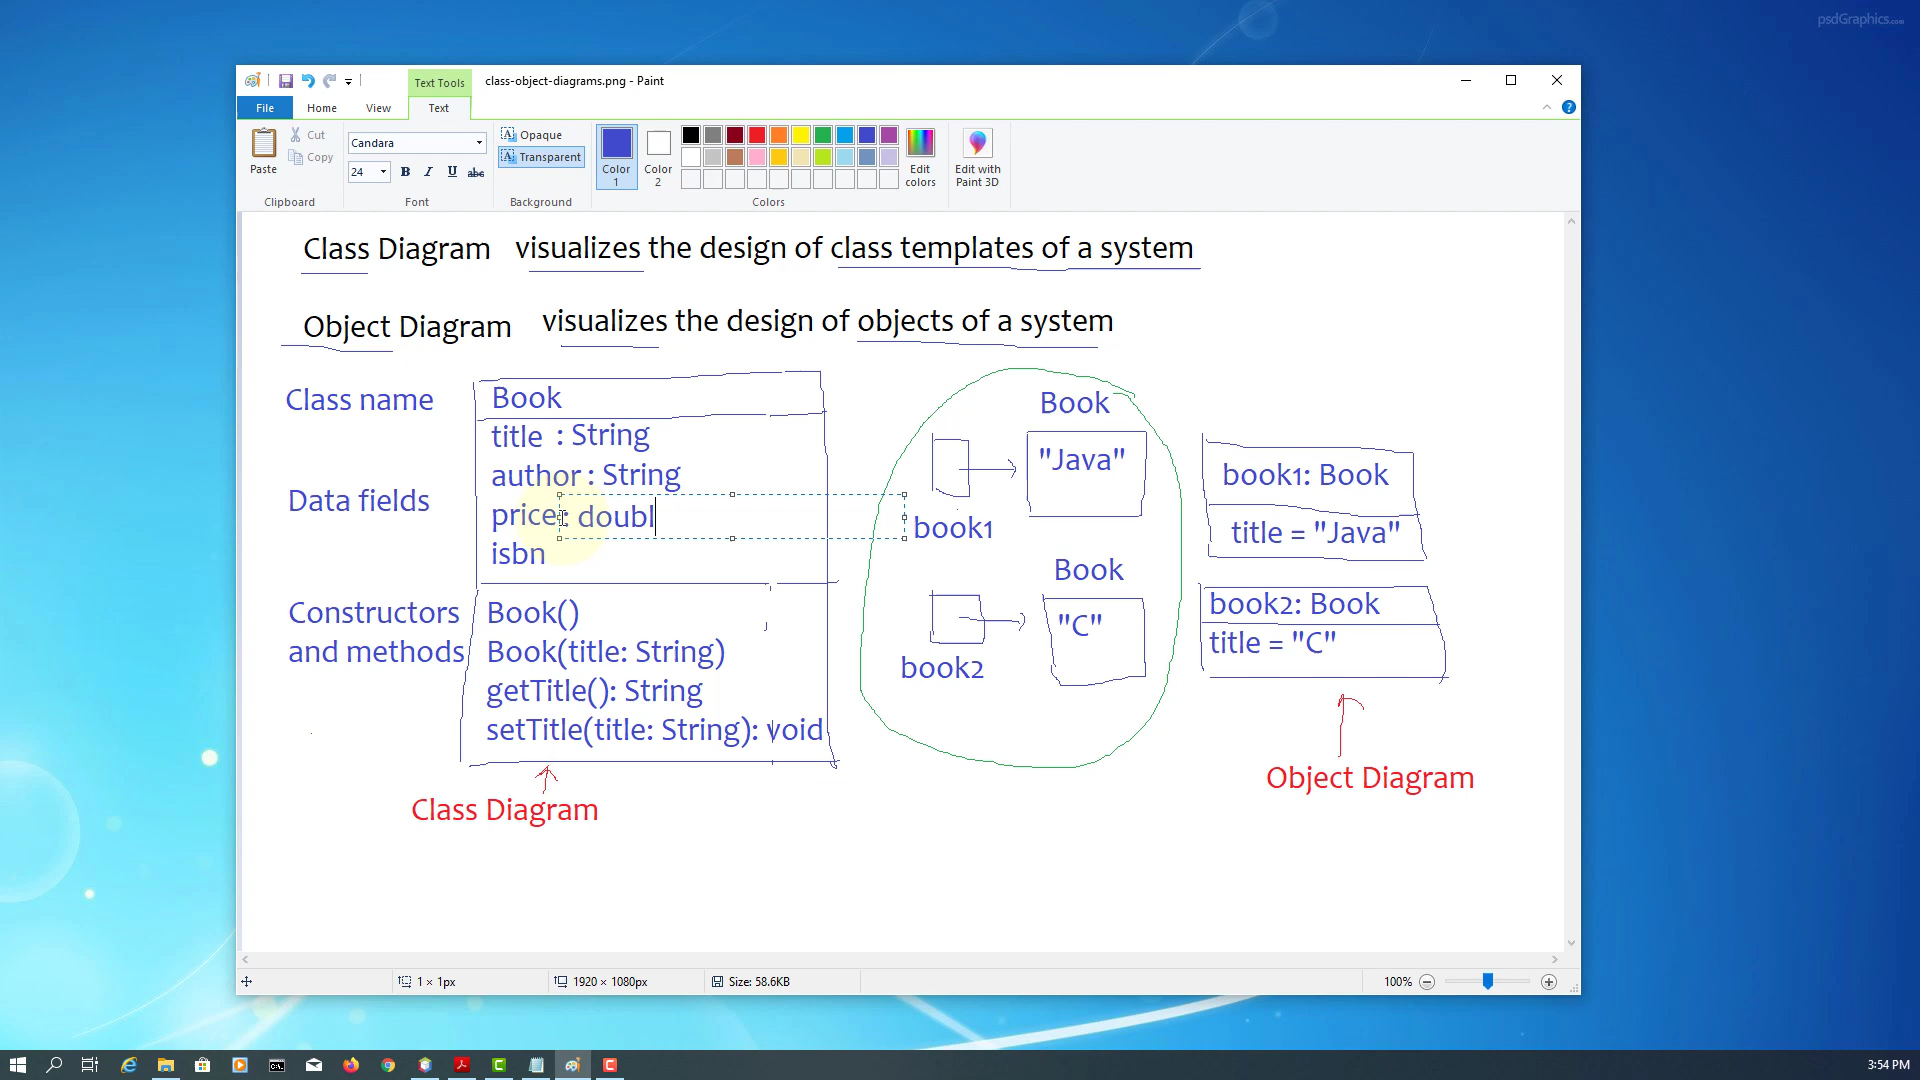 psdGraphics.com
Text Tools
class-object-diagrams.png - Paint
File
Home
View
Text
Paste
Cut
Copy
Candara
24
B I U abc
Opaque
Transparent
Color 1
Color 2
Edit colors
Edit with Paint 3D
Clipboard
Font
Background
Colors
Class Diagram visualizes the design of class templates of a system
Object Diagram visualizes the design of objects of a system
Class name
Book
title : String
author : String
Data fields
price : doubl
isbn
Constructors
and methods
Book()
Book(title: String)
getTitle(): String
setTitle(title: String): void
Class Diagram
Book
"Java"
book1
Book
"C"
book2
book1: Book
title = "Java"
book2: Book
title = "C"
Object Diagram
1 × 1px
1920 × 1080px
Size: 58.6KB
100%
3:54 PM